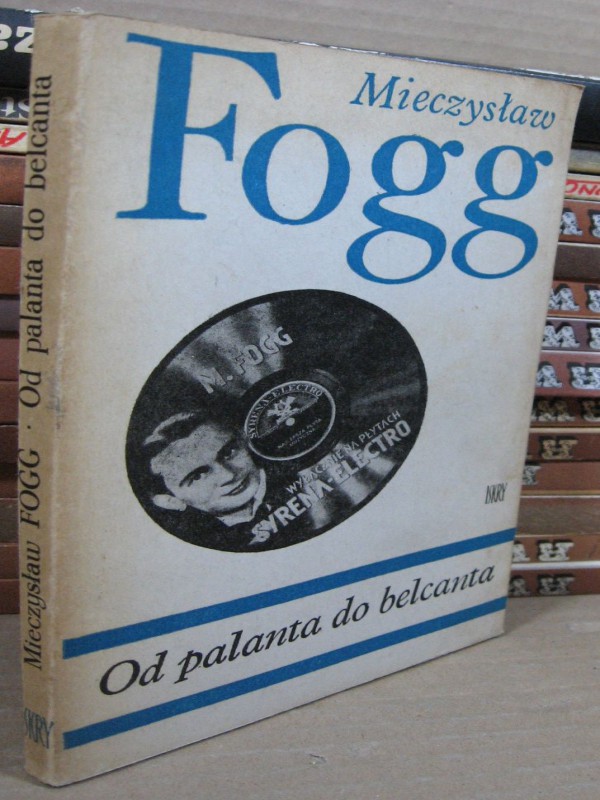 Mieczysław
Fogg
M. FOGG
SYRENA-ELECTRO
WYŁĄCZNIE NA PŁYTACH
SYRENA-ELECTRO
ISKRY
Od palanta do belcanta
Mieczysław FOGG · Od palanta do belcanta
ISKRY